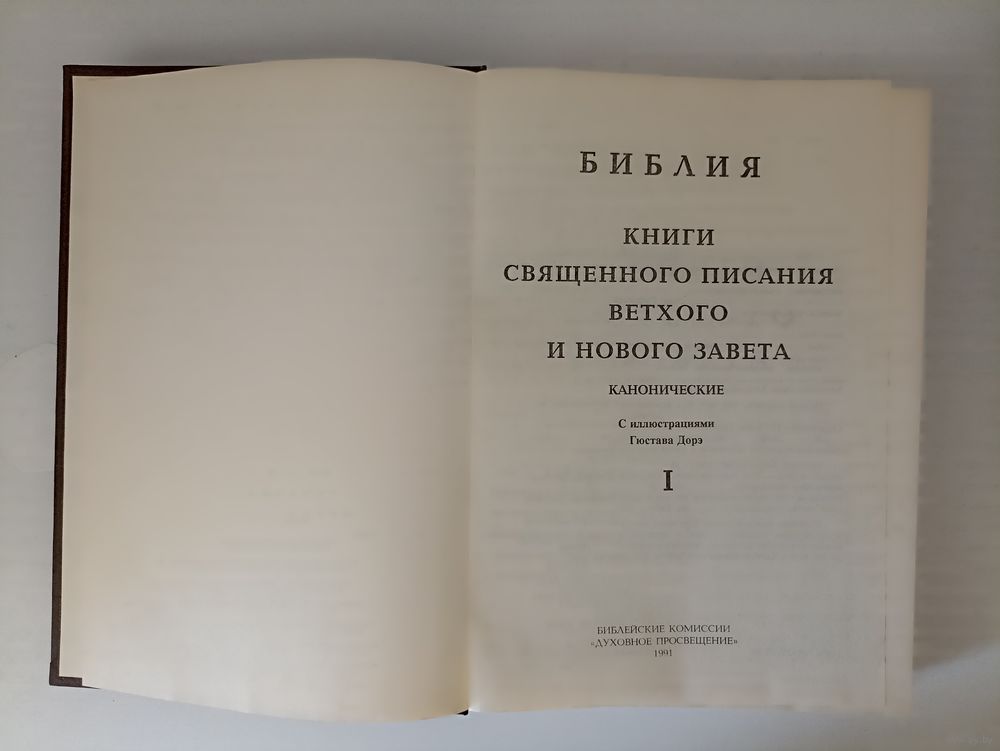 БИБЛИЯ
КНИГИ
СВЯЩЕННОГО ПИСАНИЯ
ВЕТХОГО
И НОВОГО ЗАВЕТА
КАНОНИЧЕСКИЕ
С иллюстрациями
Гюстава Дорэ
I
БИБЛЕЙСКИЕ КОМИССИИ
«ДУХОВНОЕ ПРОСВЕЩЕНИЕ»
1991